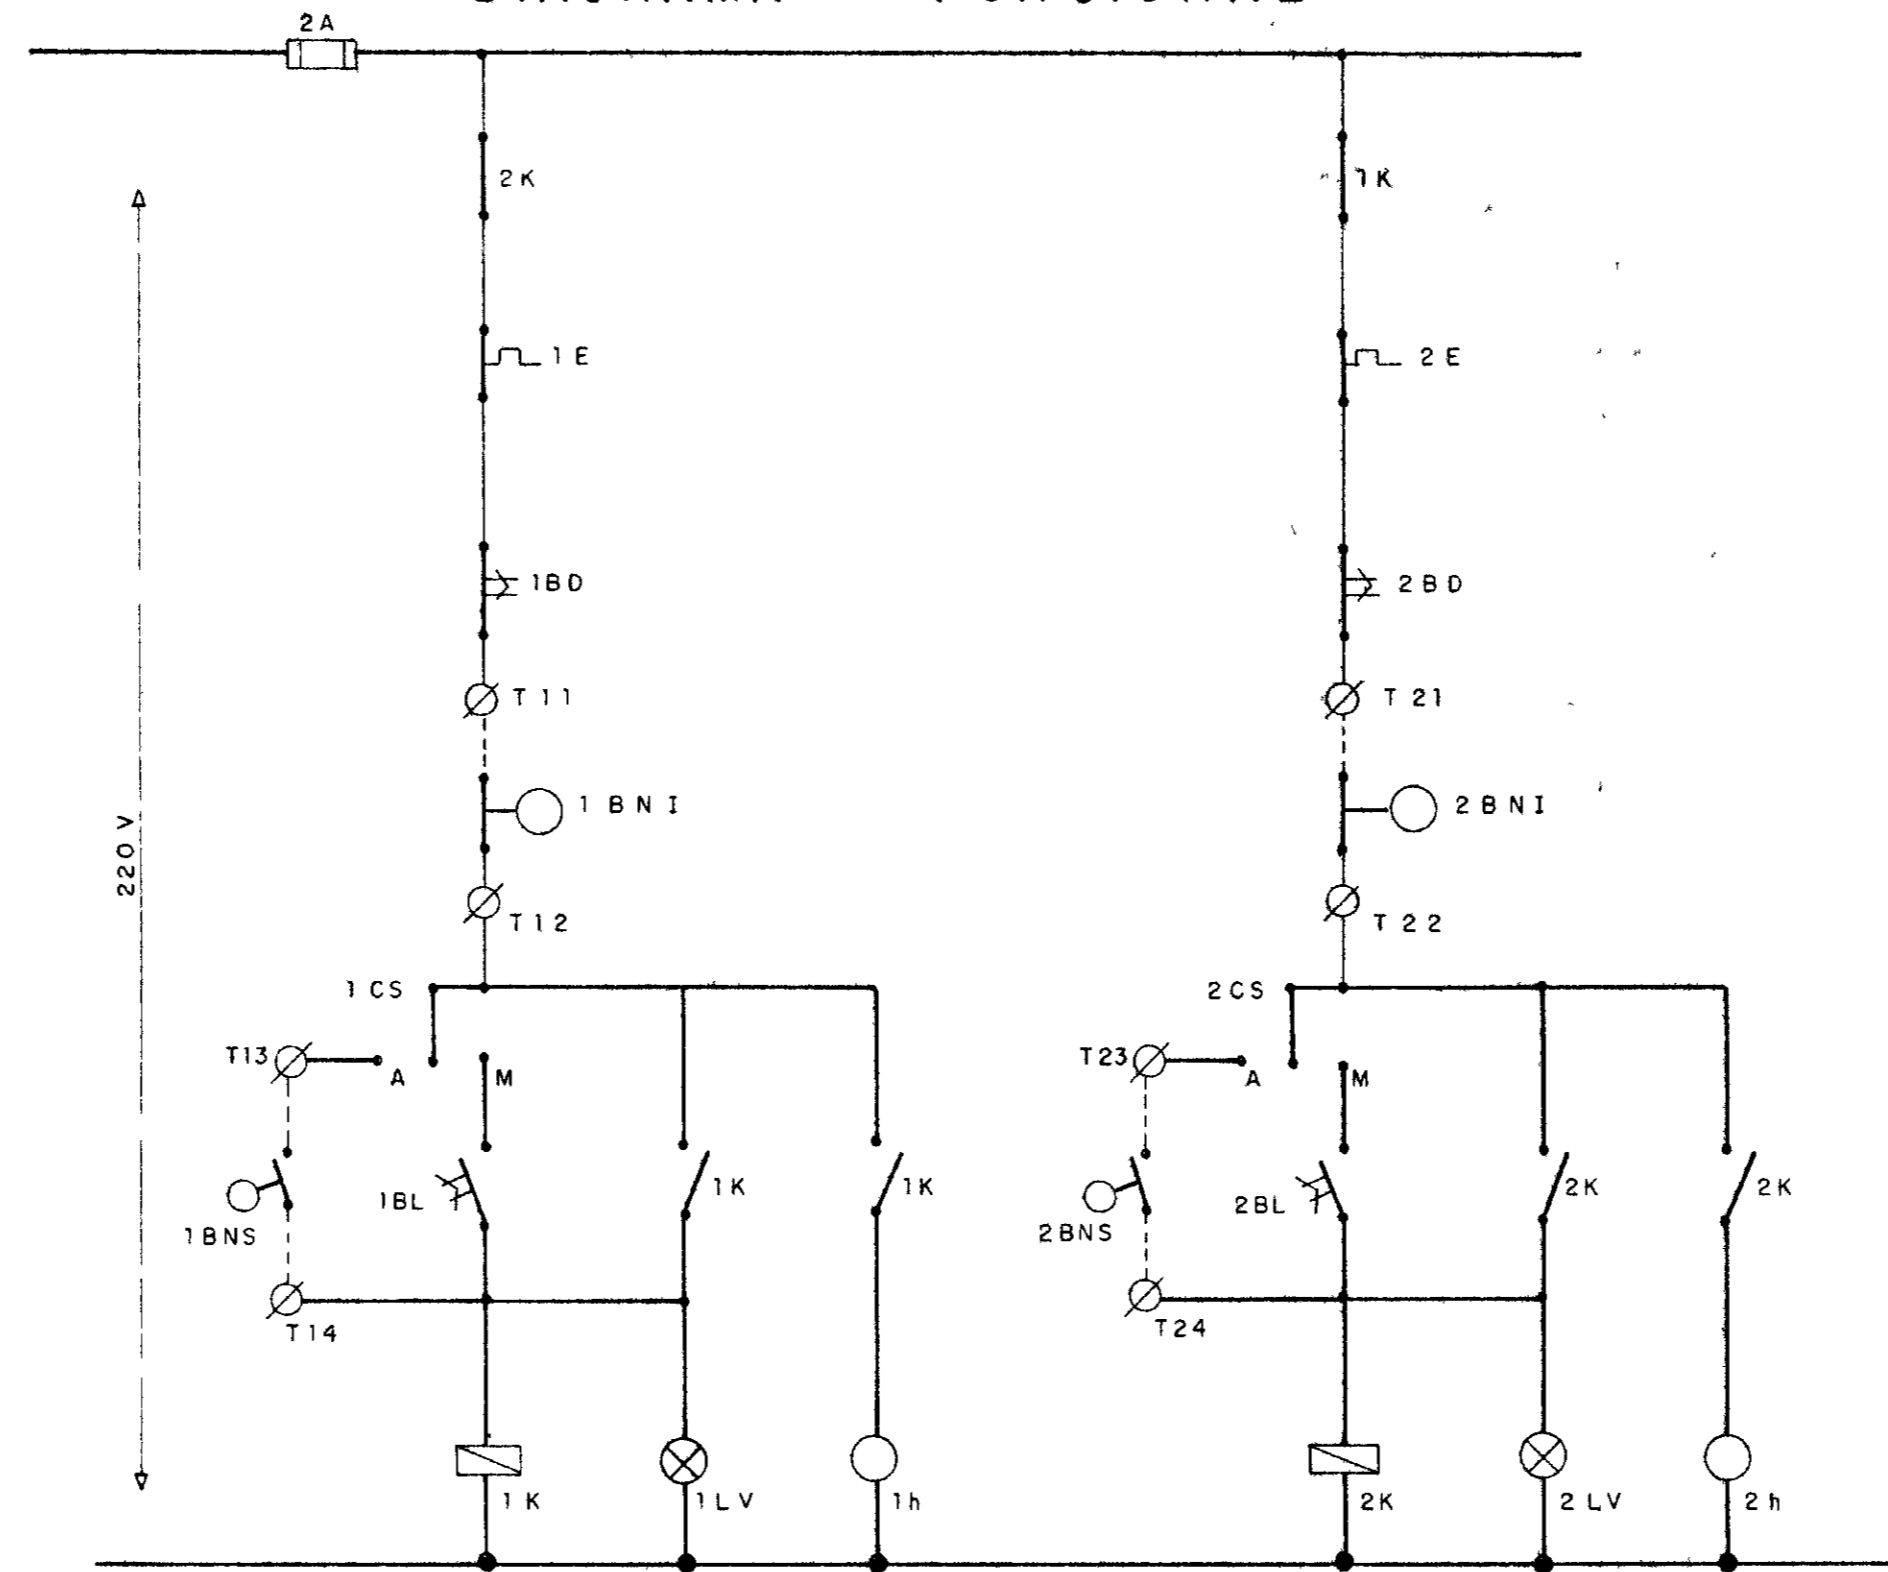 2A
2K
1K
1E
2E
1BD
2BD
T11
T21
1BNI
2BNI
220V
T12
T22
1CS
2CS
T13
A
M
T23
A
M
1BL
1K
1K
2BL
2K
2K
1BNS
2BNS
T14
T24
1K
1LV
1h
2K
2LV
2h